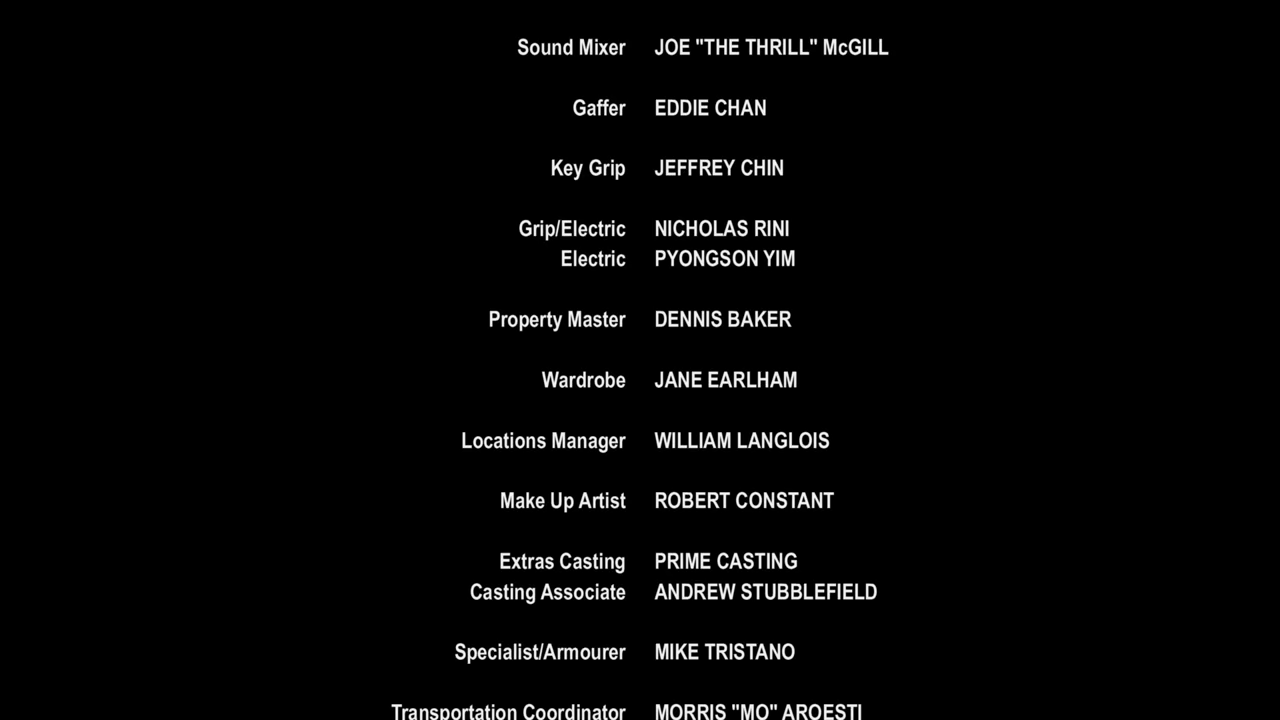 Sound Mixer JOE "THE THRILL" McGILL
Gaffer EDDIE CHAN
Key Grip JEFFREY CHIN
Grip/Electric NICHOLAS RINI
Electric PYONGSON YIM
Property Master DENNIS BAKER
Wardrobe JANE EARLHAM
Locations Manager WILLIAM LANGLOIS
Make Up Artist ROBERT CONSTANT
Extras Casting PRIME CASTING
Casting Associate ANDREW STUBBLEFIELD
Specialist/Armourer MIKE TRISTANO
Transportation Coordinator MORRIS "MO" AROESTI